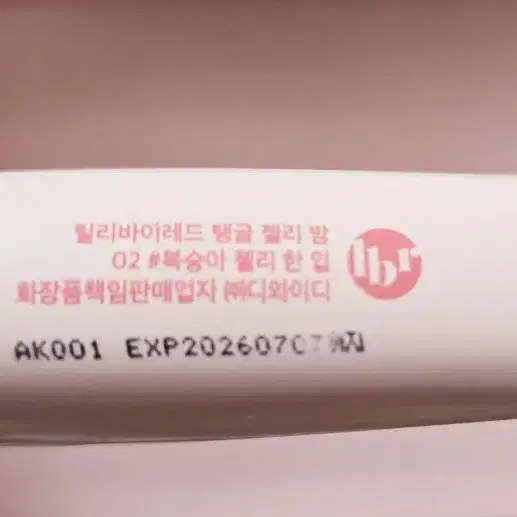 릴리바이레드 탱글 젤리 밤
02 #복숭아 젤리 한 입
화장품책임판매업자 ㈜디와이디
lbr
AK001 EXP20260707